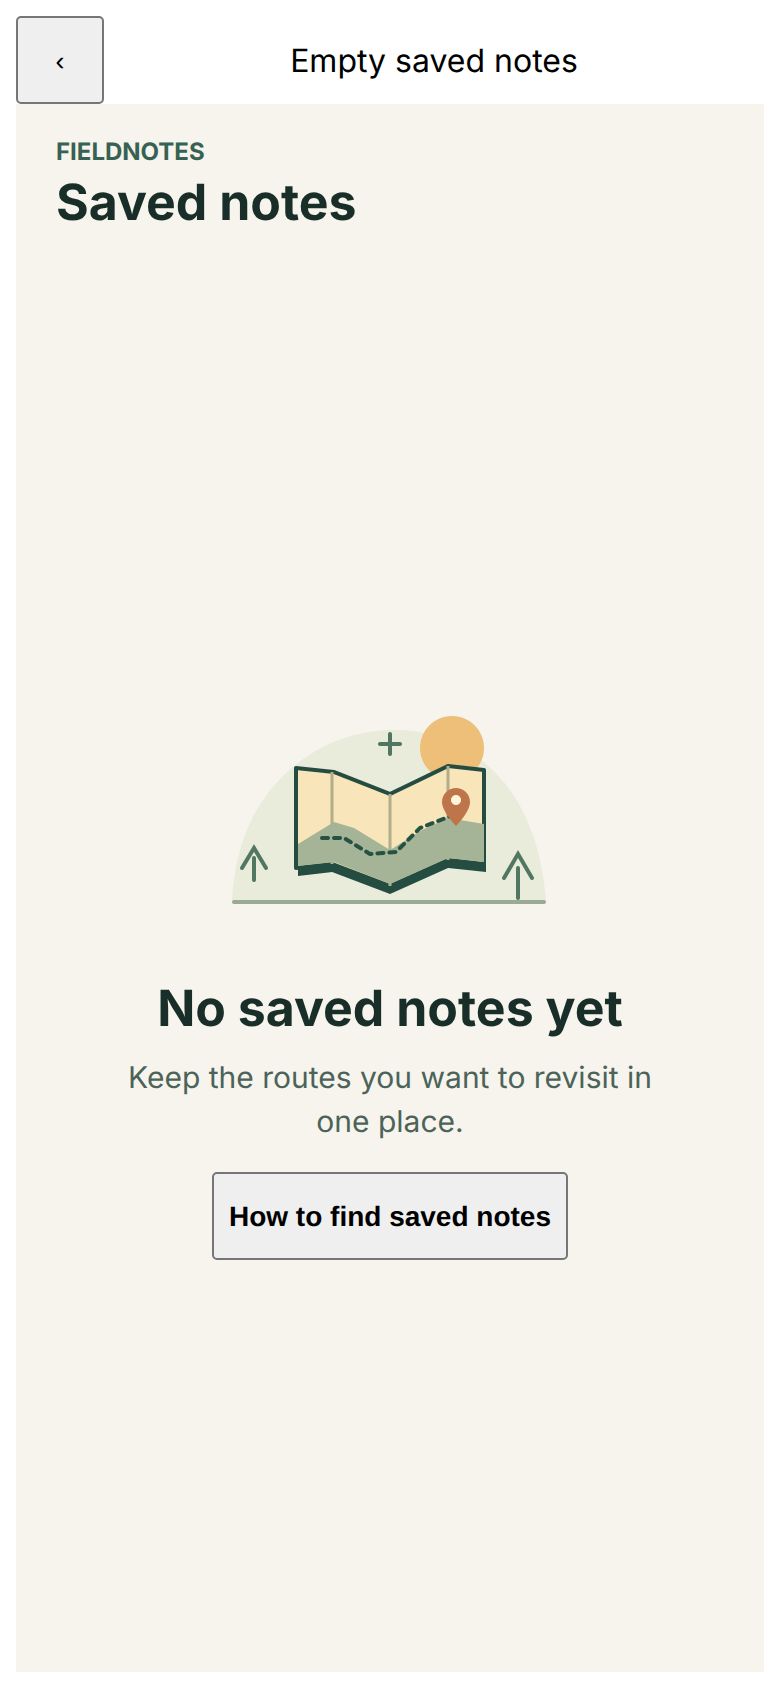 ‹ Empty saved notes
FIELDNOTES
Saved notes
No saved notes yet
Keep the routes you want to revisit in
one place.
How to find saved notes